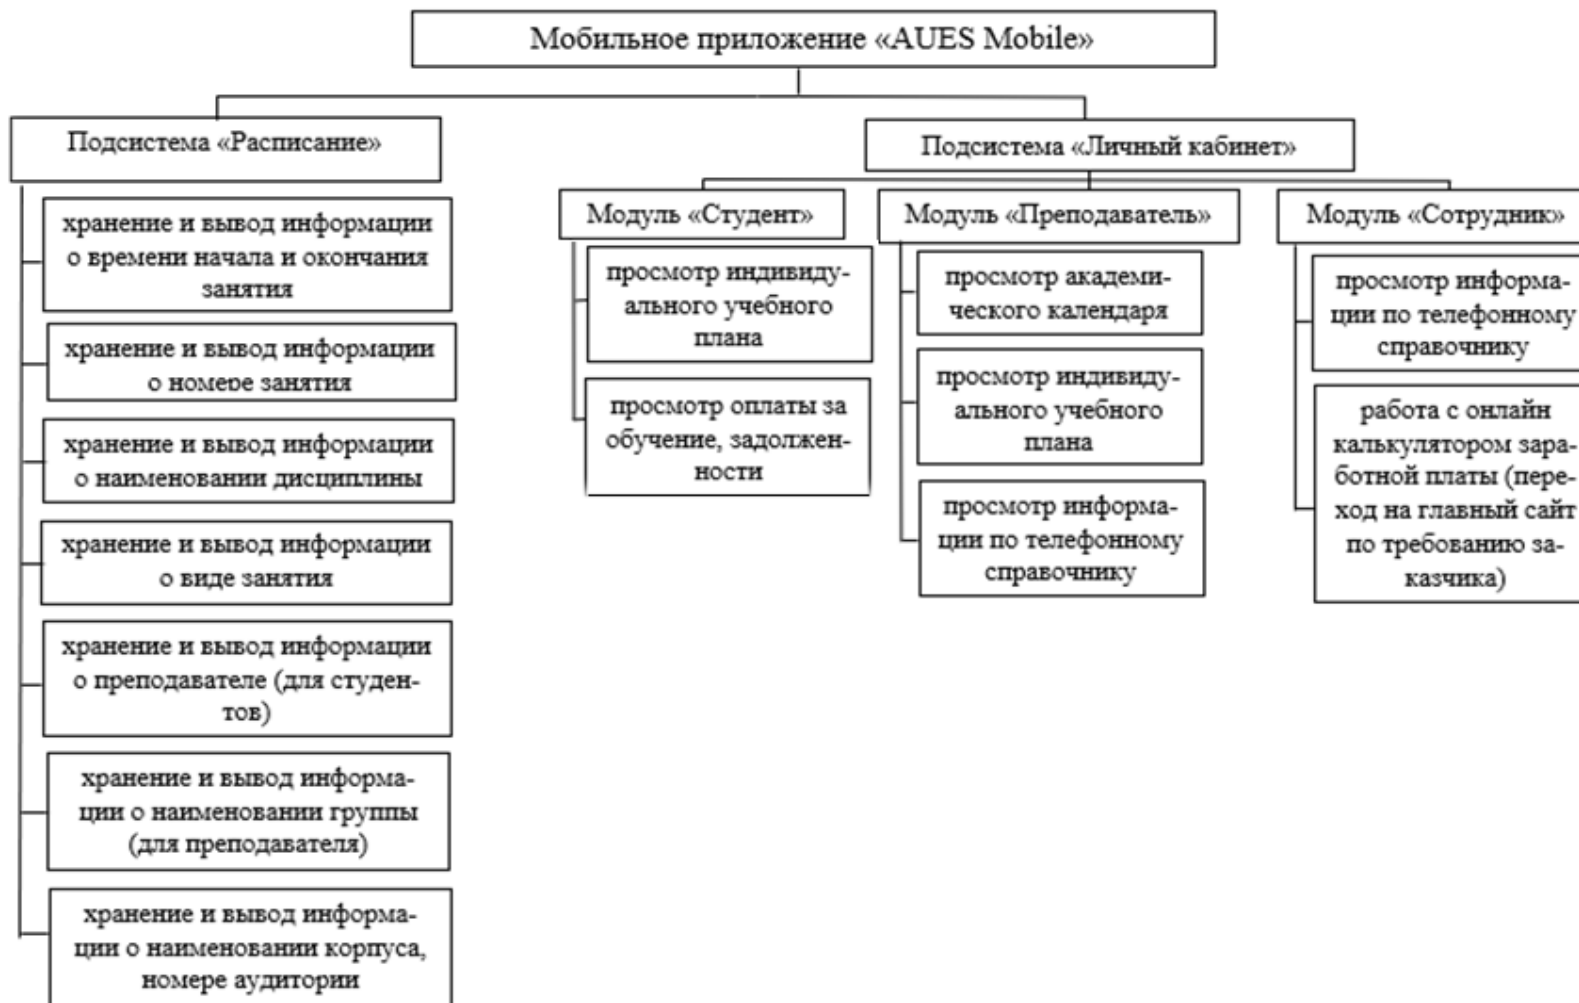 Мобильное приложение «AUES Mobile»
Подсистема «Расписание»
хранение и вывод информации
о времени начала и окончания
занятия
хранение и вывод информации
о номере занятия
хранение и вывод информации
о наименовании дисциплины
хранение и вывод информации
о виде занятия
хранение и вывод информации
о преподавателе (для студен-
тов)
хранение и вывод информа-
ции о наименовании группы
(для преподавателя)
хранение и вывод информа-
ции о наименовании корпуса,
номере аудитории
Подсистема «Личный кабинет»
Модуль «Студент»
просмотр индивиду-
ального учебного
плана
просмотр оплаты за
обучение, задолжен-
ности
Модуль «Преподаватель»
просмотр академи-
ческого календаря
просмотр индивиду-
ального учебного
плана
просмотр информа-
ции по телефонному
справочнику
Модуль «Сотрудник»
просмотр информа-
ции по телефонному
справочнику
работа с онлайн
калькулятором зара-
ботной платы (пере-
ход на главный сайт
по требованию за-
казчика)